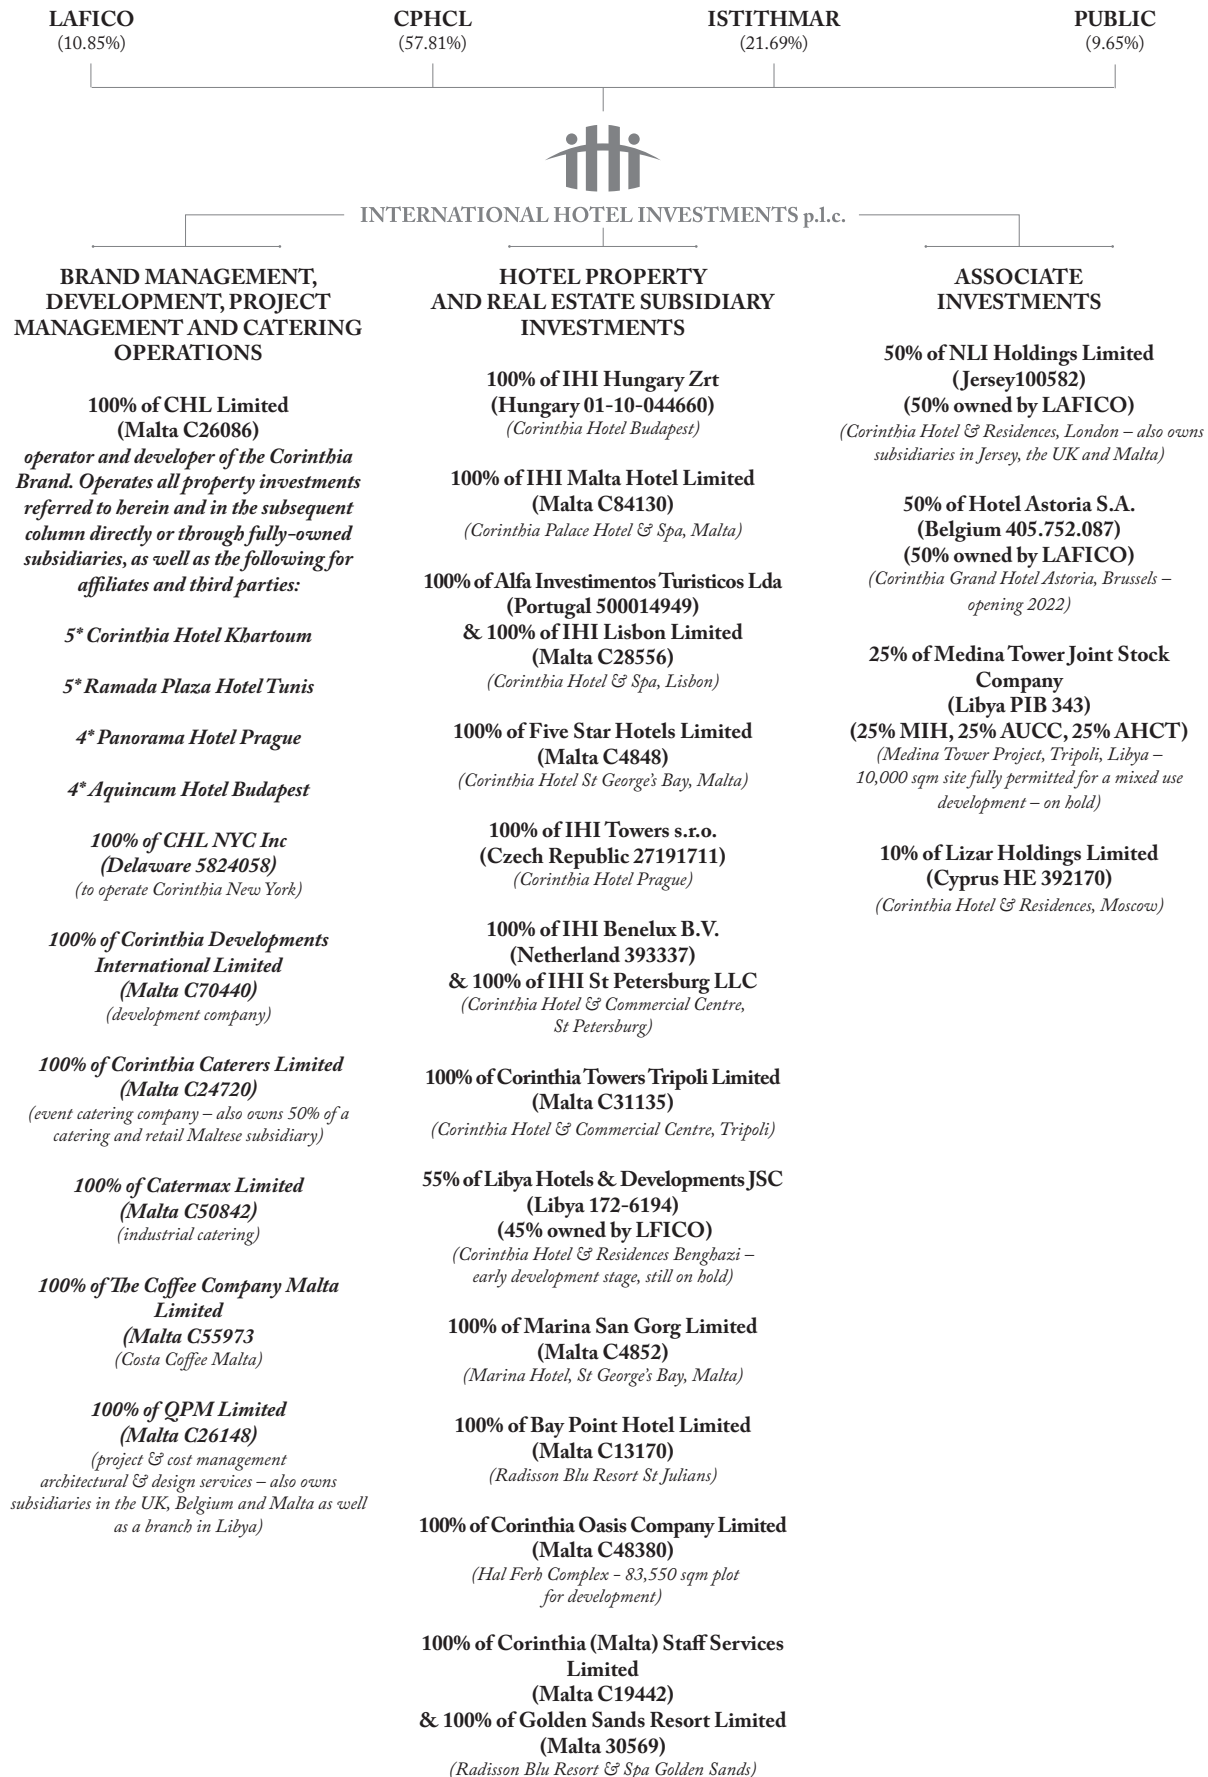 LAFICO
(10.85%)
CPHCL
(57.81%)
ISTITHMAR
(21.69%)
PUBLIC
(9.65%)
IHI
INTERNATIONAL HOTEL INVESTMENTS p.l.c.
BRAND MANAGEMENT,
DEVELOPMENT, PROJECT
MANAGEMENT AND CATERING
OPERATIONS
100% of CHL Limited
(Malta C26086)
operator and developer of the Corinthia
Brand. Operates all property investments
referred to herein and in the subsequent
column directly or through fully-owned
subsidiaries, as well as the following for
affiliates and third parties:
5* Corinthia Hotel Khartoum
5* Ramada Plaza Hotel Tunis
4* Panorama Hotel Prague
4* Aquincum Hotel Budapest
100% of CHL NYC Inc
(Delaware 5824058)
(to operate Corinthia New York)
100% of Corinthia Developments
International Limited
(Malta C70440)
(development company)
100% of Corinthia Caterers Limited
(Malta C24720)
(event catering company – also owns 50% of a
catering and retail Maltese subsidiary)
100% of Catermax Limited
(Malta C50842)
(industrial catering)
100% of The Coffee Company Malta
Limited
(Malta C55973
(Costa Coffee Malta)
100% of QPM Limited
(Malta C26148)
(project & cost management
architectural & design services – also owns
subsidiaries in the UK, Belgium and Malta as well
as a branch in Libya)
HOTEL PROPERTY
AND REAL ESTATE SUBSIDIARY
INVESTMENTS
100% of IHI Hungary Zrt
(Hungary 01-10-044660)
(Corinthia Hotel Budapest)
100% of IHI Malta Hotel Limited
(Malta C84130)
(Corinthia Palace Hotel & Spa, Malta)
100% of Alfa Investimentos Turisticos Lda
(Portugal 500014949)
& 100% of IHI Lisbon Limited
(Malta C28556)
(Corinthia Hotel & Spa, Lisbon)
100% of Five Star Hotels Limited
(Malta C4848)
(Corinthia Hotel St George's Bay, Malta)
100% of IHI Towers s.r.o.
(Czech Republic 27191711)
(Corinthia Hotel Prague)
100% of IHI Benelux B.V.
(Netherland 393337)
& 100% of IHI St Petersburg LLC
(Corinthia Hotel & Commercial Centre,
St Petersburg)
100% of Corinthia Towers Tripoli Limited
(Malta C31135)
(Corinthia Hotel & Commercial Centre, Tripoli)
55% of Libya Hotels & Developments JSC
(Libya 172-6194)
(45% owned by LFICO)
(Corinthia Hotel & Residences Benghazi –
early development stage, still on hold)
100% of Marina San Gorg Limited
(Malta C4852)
(Marina Hotel, St George's Bay, Malta)
100% of Bay Point Hotel Limited
(Malta C13170)
(Radisson Blu Resort St Julians)
100% of Corinthia Oasis Company Limited
(Malta C48380)
(Hal Ferh Complex - 83,550 sqm plot
for development)
100% of Corinthia (Malta) Staff Services
Limited
(Malta C19442)
& 100% of Golden Sands Resort Limited
(Malta 30569)
(Radisson Blu Resort & Spa Golden Sands)
ASSOCIATE
INVESTMENTS
50% of NLI Holdings Limited
(Jersey100582)
(50% owned by LAFICO)
(Corinthia Hotel & Residences, London – also owns
subsidiaries in Jersey, the UK and Malta)
50% of Hotel Astoria S.A.
(Belgium 405.752.087)
(50% owned by LAFICO)
(Corinthia Grand Hotel Astoria, Brussels –
opening 2022)
25% of Medina Tower Joint Stock
Company
(Libya PIB 343)
(25% MIH, 25% AUCC, 25% AHCT)
(Medina Tower Project, Tripoli, Libya –
10,000 sqm site fully permitted for a mixed use
development – on hold)
10% of Lizar Holdings Limited
(Cyprus HE 392170)
(Corinthia Hotel & Residences, Moscow)